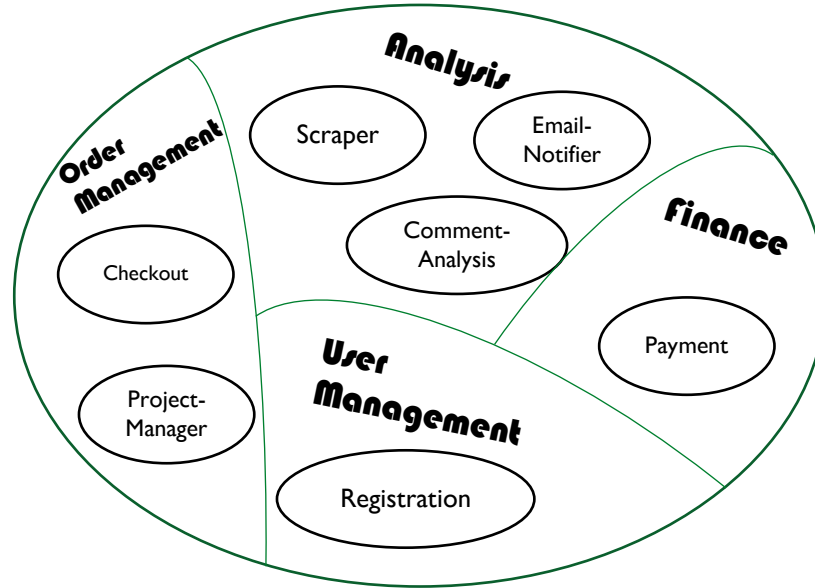 Analysis
Scraper
Email-
Notifier
Comment-
Analysis
Order
Management
Checkout
Project-
Manager
Finance
Payment
User
Management
Registration